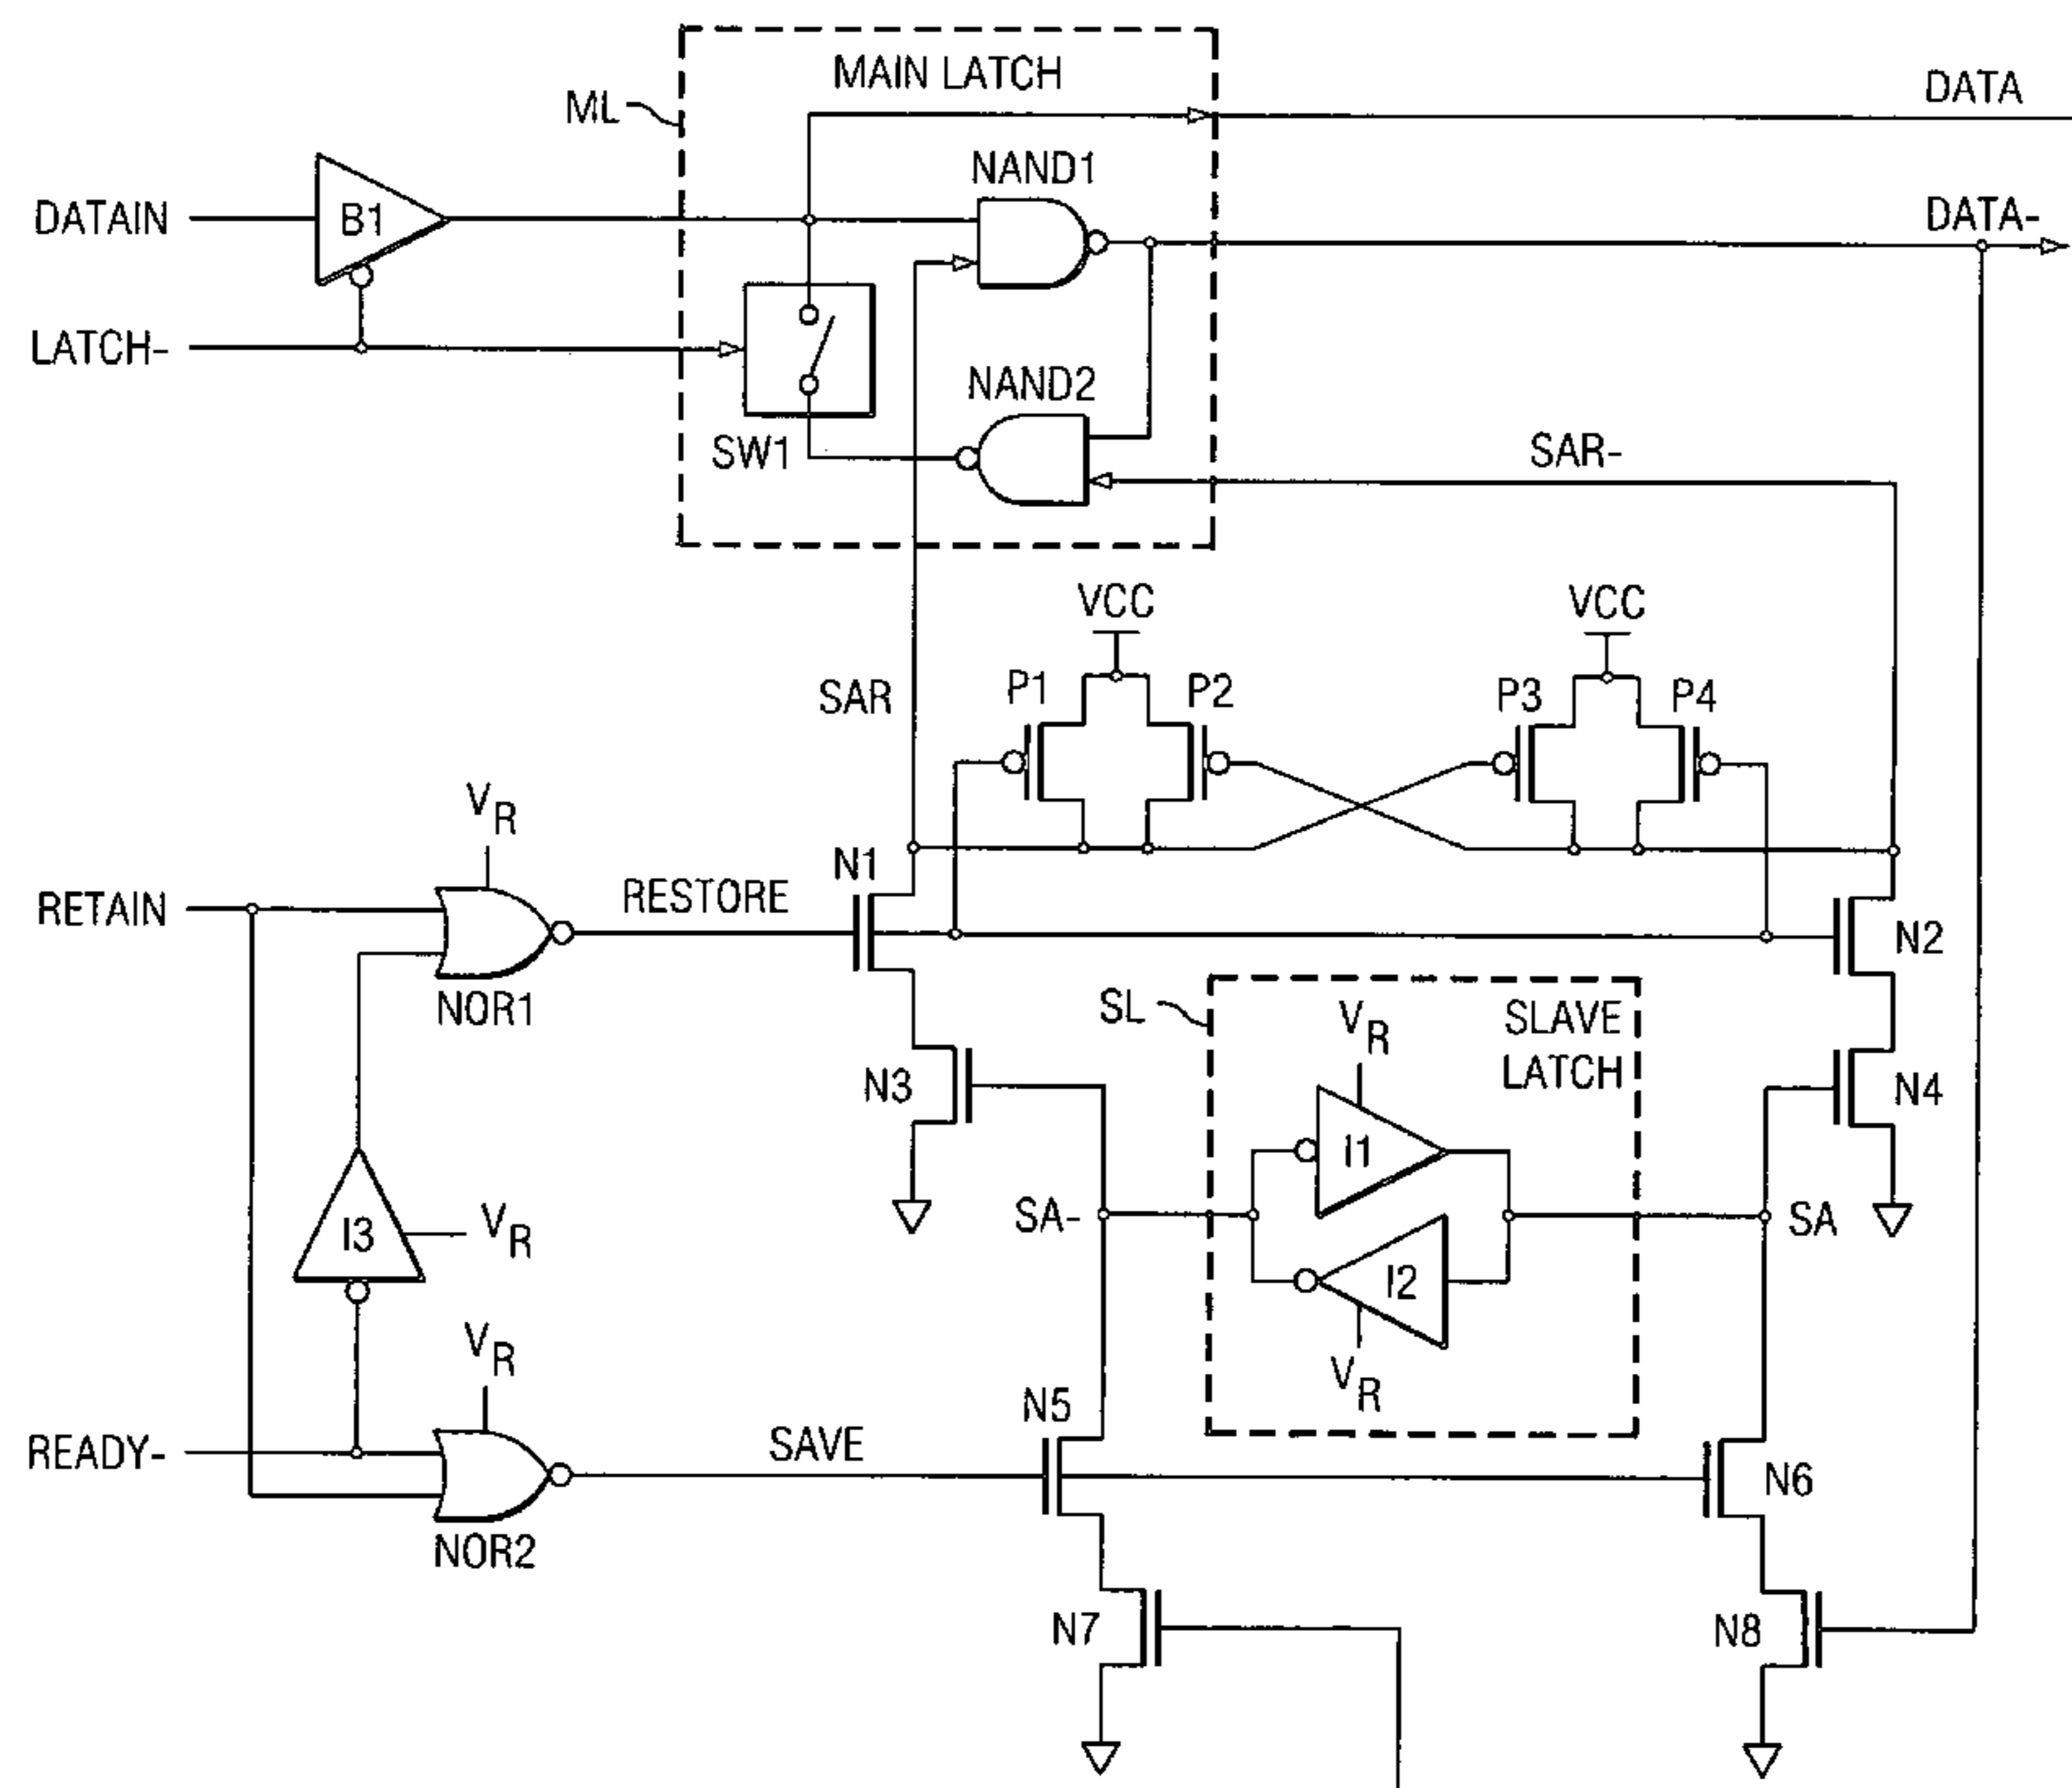 MAIN LATCH
ML
DATA
NAND1
DATAIN
B1
DATA-
LATCH-
NAND2
SW1
SAR-
VCC
VCC
SAR
P1
P2
P3
P4
VR
N1
RETAIN
RESTORE
N2
NOR1
SL
VR
SLAVE
LATCH
N3
N4
I1
SA-
SA
I3
VR
I2
VR
VR
N5
READY-
SAVE
N6
NOR2
N7
N8